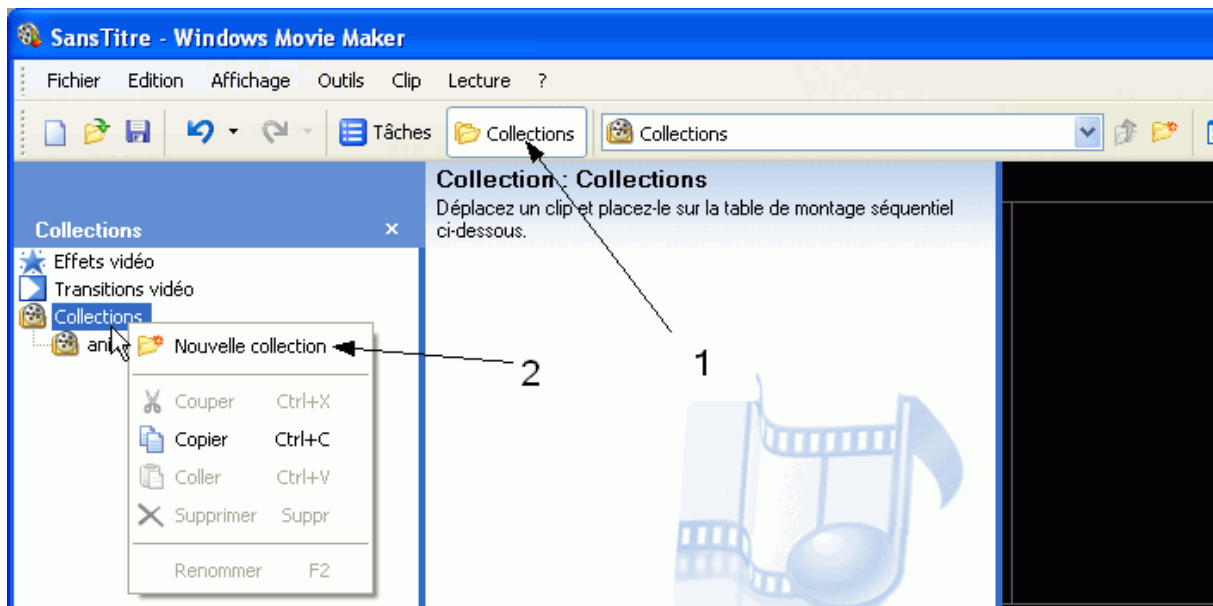 SansTitre - Windows Movie Maker
Fichier Edition Affichage Outils Clip Lecture ?
Tâches Collections Collections
Collection : Collections
Déplacez un clip et placez-le sur la table de montage séquentiel
ci-dessous.
Collections ×
Effets vidéo
Transitions vidéo
Collections
Nouvelle collection
Couper Ctrl+X
Copier Ctrl+C
Coller Ctrl+V
Supprimer Suppr
Renommer F2
1
2